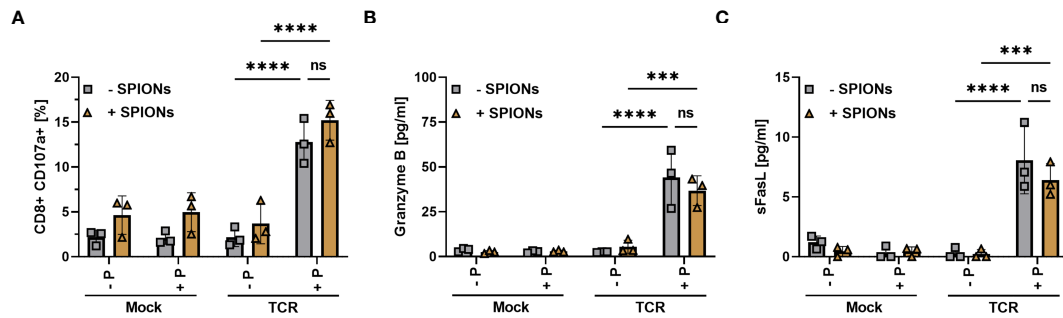 A
CD8+ CD107a+ [%]
20
15
10
5
0
- SPIONs
+ SPIONs
****
****
ns
- P
+ P
- P
+ P
Mock
TCR
B
Granzyme B [pg/ml]
100
75
50
25
0
- SPIONs
+ SPIONs
***
****
ns
- P
+ P
- P
+ P
Mock
TCR
C
sFasL [pg/ml]
15
10
5
0
- SPIONs
+ SPIONs
***
****
ns
- P
+ P
- P
+ P
Mock
TCR